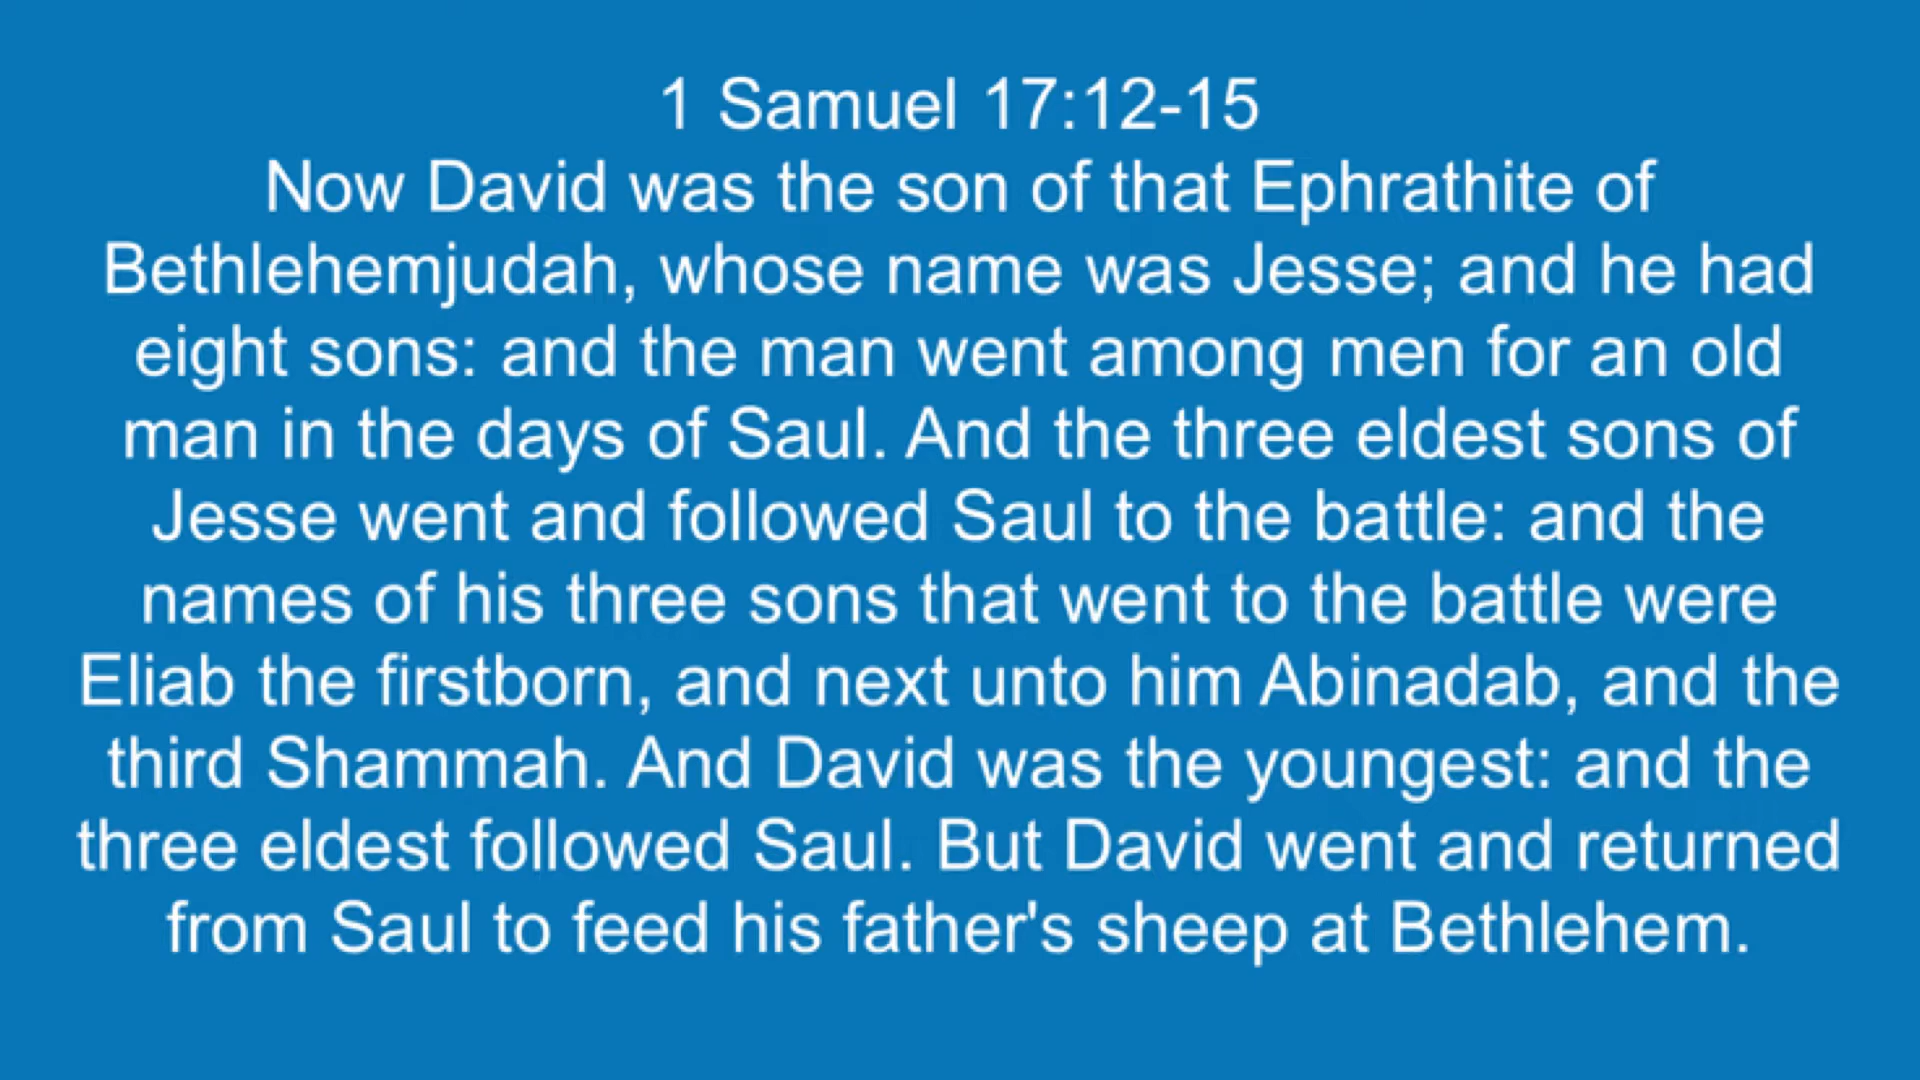 1 Samuel 17:12-15
Now David was the son of that Ephrathite of
Bethlehemjudah, whose name was Jesse; and he had
eight sons: and the man went among men for an old
man in the days of Saul. And the three eldest sons of
Jesse went and followed Saul to the battle: and the
names of his three sons that went to the battle were
Eliab the firstborn, and next unto him Abinadab, and the
third Shammah. And David was the youngest: and the
three eldest followed Saul. But David went and returned
from Saul to feed his father's sheep at Bethlehem.